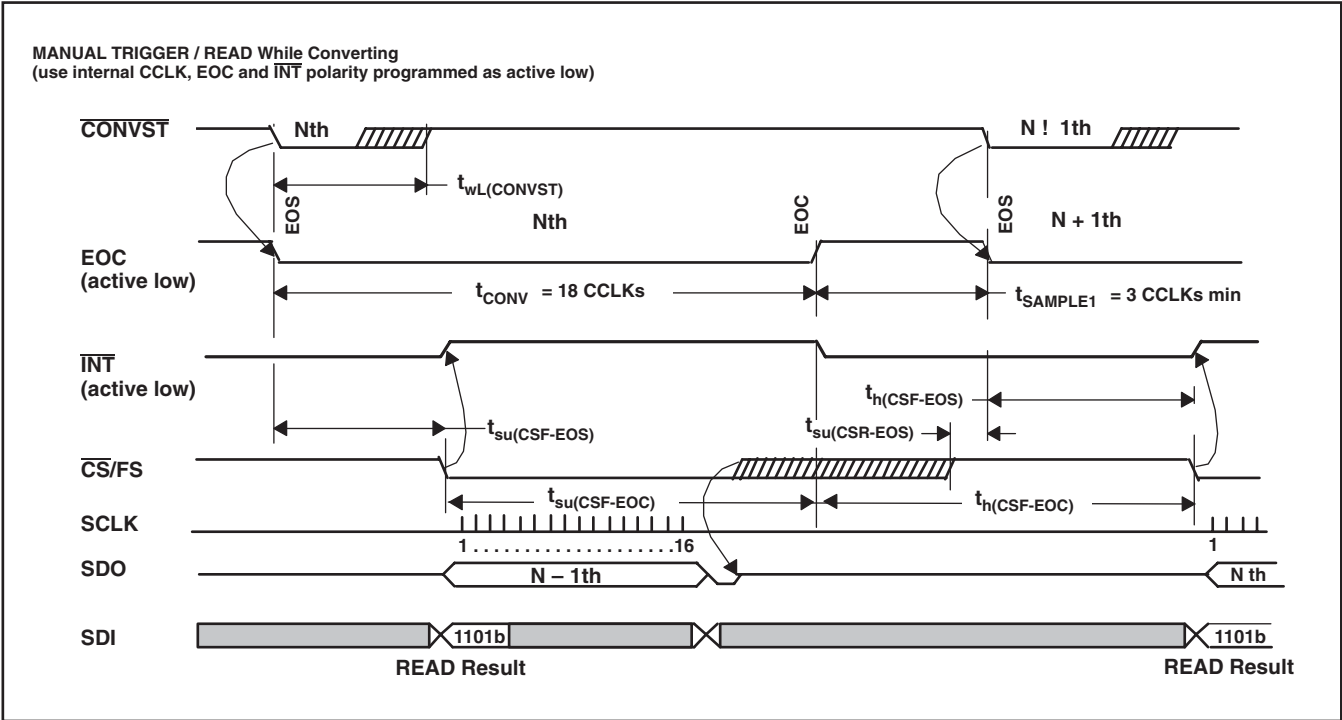 MANUAL TRIGGER / READ While Converting
(use internal CCLK, EOC and INT polarity programmed as active low)
CONVST
Nth
N ! 1th
twL(CONVST)
EOS
Nth
EOC
EOS
N + 1th
EOC
(active low)
tCONV = 18 CCLKs
tSAMPLE1 = 3 CCLKs min
INT
(active low)
th(CSF-EOS)
tsu(CSF-EOS)
tsu(CSR-EOS)
CS/FS
tsu(CSF-EOC)
th(CSF-EOC)
SCLK
1 . . . . . . . . . . . . . . . . . . . . 16
1
SDO
N – 1th
N th
SDI
1101b
1101b
READ Result
READ Result